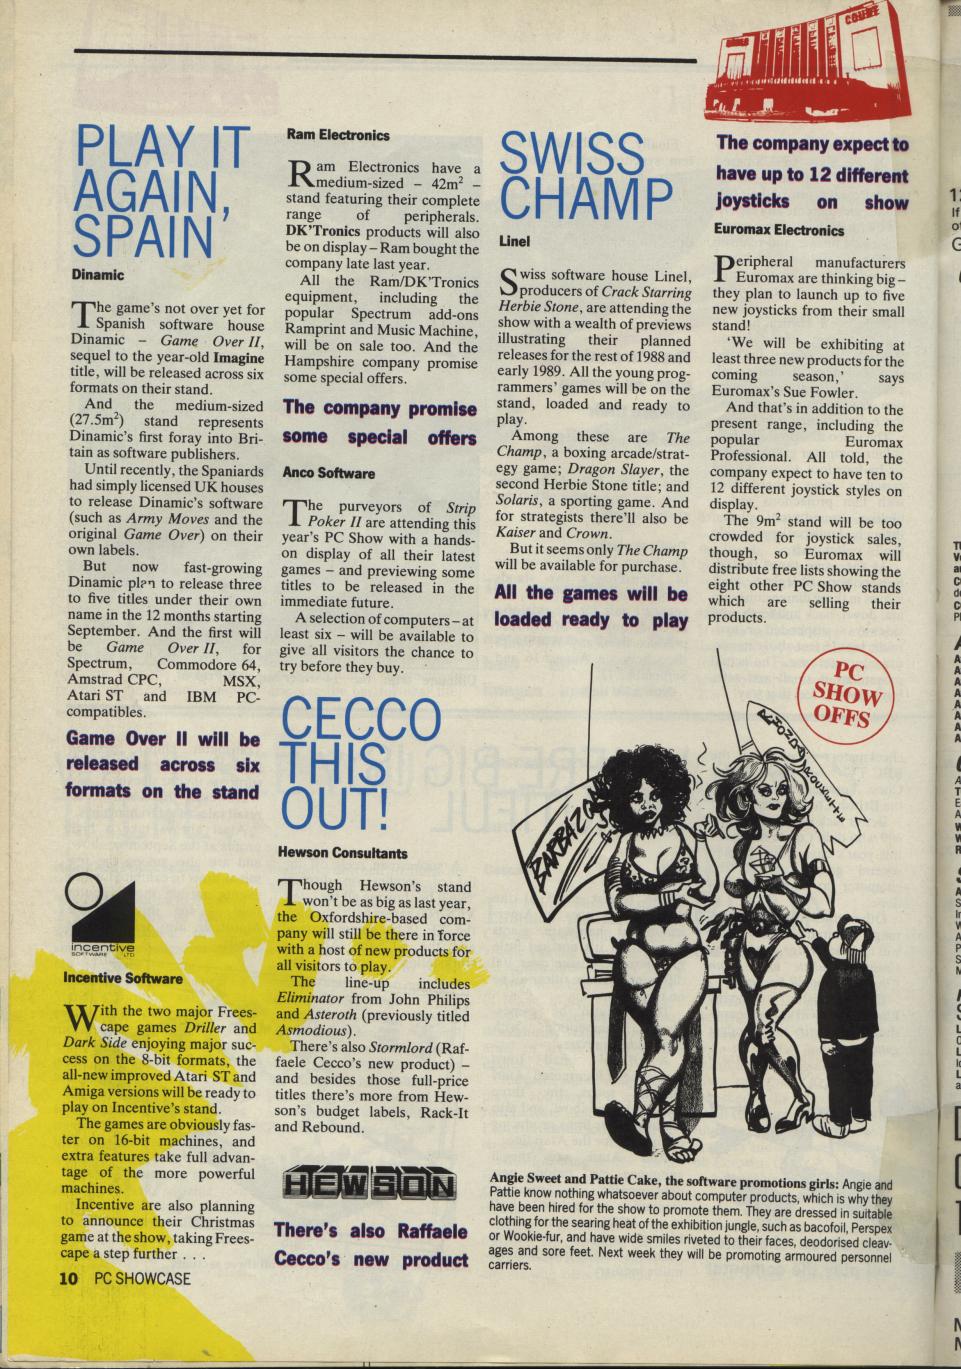 PLAY IT
AGAIN,
SPAIN
Dinamic
The game's not over yet for
Spanish software house
Dinamic – Game Over II,
sequel to the year-old Imagine
title, will be released across six
formats on their stand.
And the medium-sized
(27.5m²) stand represents
Dinamic's first foray into Bri-
tain as software publishers.
Until recently, the Spaniards
had simply licensed UK houses
to release Dinamic's software
(such as Army Moves and the
original Game Over) on their
own labels.
But now fast-growing
Dinamic plan to release three
to five titles under their own
name in the 12 months starting
September. And the first will
be Game Over II, for
Spectrum, Commodore 64,
Amstrad CPC, MSX,
Atari ST and IBM PC-
compatibles.
Game Over II will be
released across six
formats on the stand
incentive
SOFTWARE LTD
Incentive Software
With the two major Frees-
cape games Driller and
Dark Side enjoying major suc-
cess on the 8-bit formats, the
all-new improved Atari ST and
Amiga versions will be ready to
play on Incentive's stand.
The games are obviously fas-
ter on 16-bit machines, and
extra features take full advan-
tage of the more powerful
machines.
Incentive are also planning
to announce their Christmas
game at the show, taking Frees-
cape a step further . . .
10 PC SHOWCASE
Ram Electronics
Ram Electronics have a
medium-sized – 42m² –
stand featuring their complete
range of peripherals.
DK'Tronics products will also
be on display – Ram bought the
company late last year.
All the Ram/DK'Tronics
equipment, including the
popular Spectrum add-ons
Ramprint and Music Machine,
will be on sale too. And the
Hampshire company promise
some special offers.
The company promise
some special offers
Anco Software
The purveyors of Strip
Poker II are attending this
year's PC Show with a hands-
on display of all their latest
games – and previewing some
titles to be released in the
immediate future.
A selection of computers – at
least six – will be available to
give all visitors the chance to
try before they buy.
CECCO
THIS
OUT!
Hewson Consultants
Though Hewson's stand
won't be as big as last year,
the Oxfordshire-based com-
pany will still be there in force
with a host of new products for
all visitors to play.
The line-up includes
Eliminator from John Philips
and Asteroth (previously titled
Asmodious).
There's also Stormlord (Raf-
faele Cecco's new product) –
and besides those full-price
titles there's more from Hew-
son's budget labels, Rack-It
and Rebound.
HEWSON
There's also Raffaele
Cecco's new product
SWISS
CHAMP
Linel
Swiss software house Linel,
producers of Crack Starring
Herbie Stone, are attending the
show with a wealth of previews
illustrating their planned
releases for the rest of 1988 and
early 1989. All the young prog-
rammers' games will be on the
stand, loaded and ready to
play.
Among these are The
Champ, a boxing arcade/strat-
egy game; Dragon Slayer, the
second Herbie Stone title; and
Solaris, a sporting game. And
for strategists there'll also be
Kaiser and Crown.
But it seems only The Champ
will be available for purchase.
All the games will be
loaded ready to play
The company expect to
have up to 12 different
joysticks on show
Euromax Electronics
Peripheral manufacturers
Euromax are thinking big –
they plan to launch up to five
new joysticks from their small
stand!
'We will be exhibiting at
least three new products for the
coming season,' says
Euromax's Sue Fowler.
And that's in addition to the
present range, including the
popular Euromax
Professional. All told, the
company expect to have ten to
12 different joystick styles on
display.
The 9m² stand will be too
crowded for joystick sales,
though, so Euromax will
distribute free lists showing the
eight other PC Show stands
which are selling their
products.
PC
SHOW
OFFS
Angie Sweet and Pattie Cake, the software promotions girls: Angie and
Pattie know nothing whatsoever about computer products, which is why they
have been hired for the show to promote them. They are dressed in suitable
clothing for the searing heat of the exhibition jungle, such as bacofoil, Perspex
or Wookie-fur, and have wide smiles riveted to their faces, deodorised cleav-
ages and sore feet. Next week they will be promoting armoured personnel
carriers.